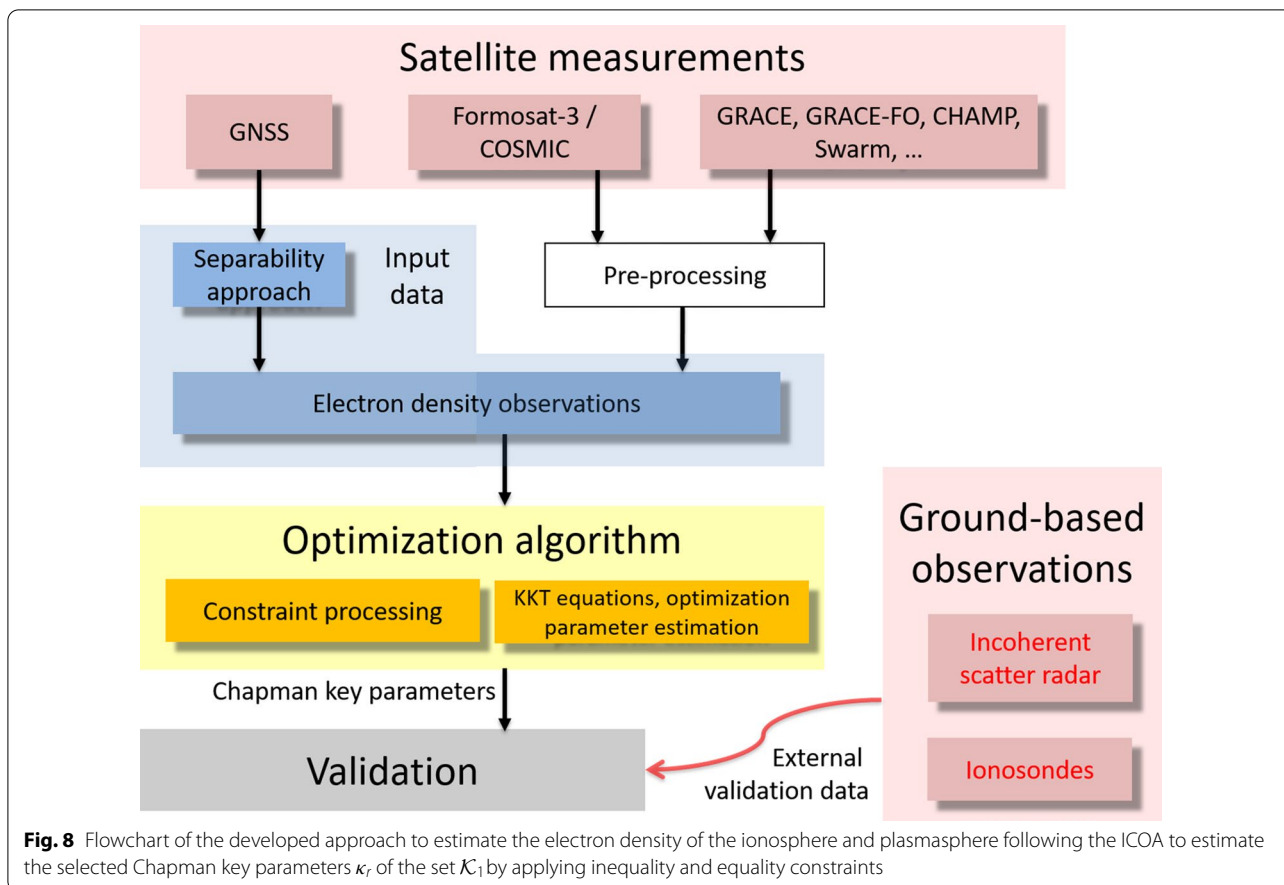 Satellite measurements
GNSS
Formosat-3 /
COSMIC
GRACE, GRACE-FO, CHAMP,
Swarm, ...
Separability
approach
Input
data
Pre-processing
Electron density observations
Optimization algorithm
Constraint processing
KKT equations, optimization
parameter estimation
Chapman key parameters
Validation
Ground-based
observations
Incoherent
scatter radar
Ionosondes
External
validation data
Fig. 8 Flowchart of the developed approach to estimate the electron density of the ionosphere and plasmasphere following the ICOA to estimate
the selected Chapman key parameters κᵣ of the set 𝒦₁ by applying inequality and equality constraints